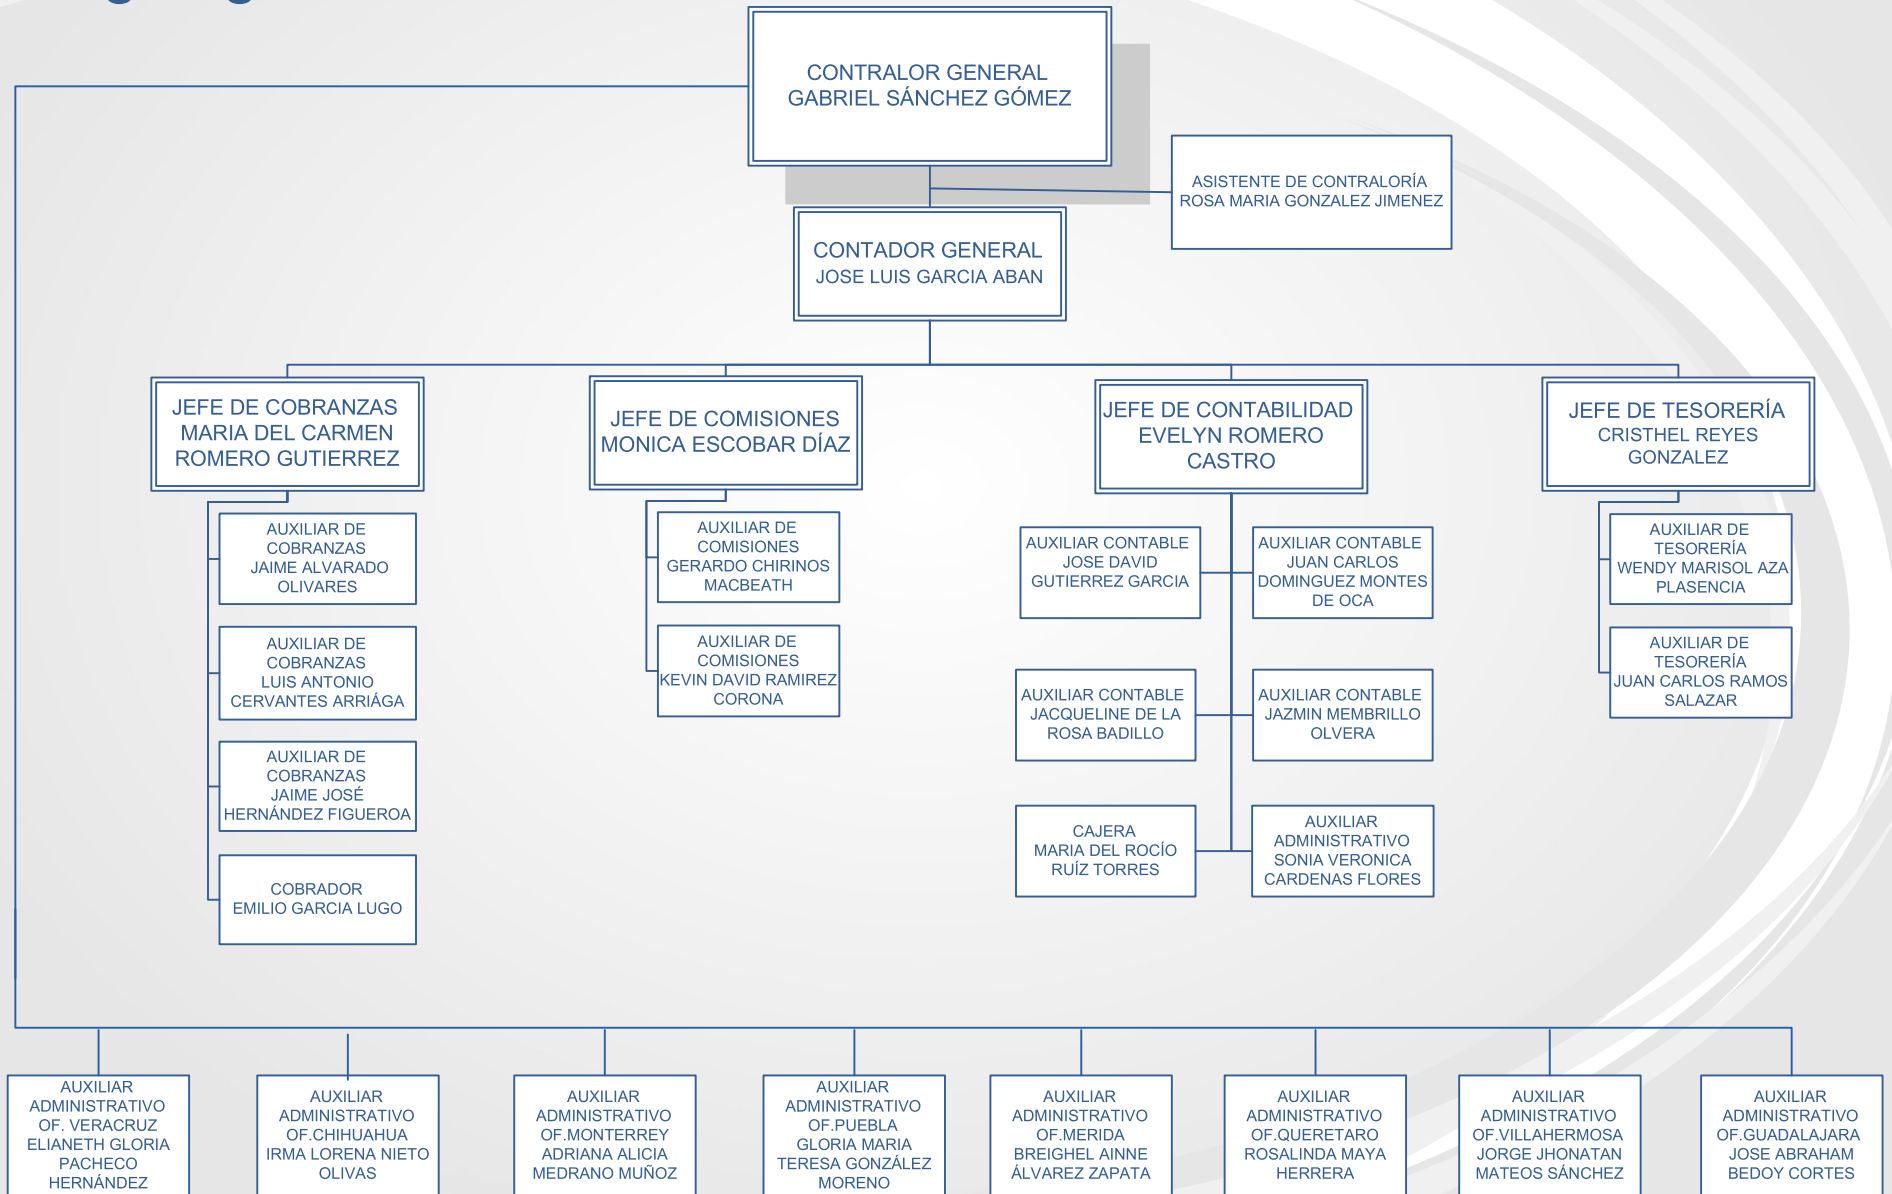 CONTRALOR GENERAL
GABRIEL SÁNCHEZ GÓMEZ
ASISTENTE DE CONTRALORÍA
ROSA MARIA GONZALEZ JIMENEZ
CONTADOR GENERAL
JOSE LUIS GARCIA ABAN
JEFE DE COBRANZAS
MARIA DEL CARMEN
ROMERO GUTIERREZ
JEFE DE COMISIONES
MONICA ESCOBAR DÍAZ
JEFE DE CONTABILIDAD
EVELYN ROMERO
CASTRO
JEFE DE TESORERÍA
CRISTHEL REYES
GONZALEZ
AUXILIAR DE
COBRANZAS
JAIME ALVARADO
OLIVARES
AUXILIAR DE
COBRANZAS
LUIS ANTONIO
CERVANTES ARRIÁGA
AUXILIAR DE
COBRANZAS
JAIME JOSÉ
HERNÁNDEZ FIGUEROA
COBRADOR
EMILIO GARCIA LUGO
AUXILIAR DE
COMISIONES
GERARDO CHIRINOS
MACBEATH
AUXILIAR DE
COMISIONES
KEVIN DAVID RAMIREZ
CORONA
AUXILIAR CONTABLE
JOSE DAVID
GUTIERREZ GARCIA
AUXILIAR CONTABLE
JUAN CARLOS
DOMINGUEZ MONTES
DE OCA
AUXILIAR CONTABLE
JACQUELINE DE LA
ROSA BADILLO
AUXILIAR CONTABLE
JAZMIN MEMBRILLO
OLVERA
CAJERA
MARIA DEL ROCÍO
RUÍZ TORRES
AUXILIAR
ADMINISTRATIVO
SONIA VERONICA
CARDENAS FLORES
AUXILIAR DE
TESORERÍA
WENDY MARISOL AZA
PLASENCIA
AUXILIAR DE
TESORERÍA
JUAN CARLOS RAMOS
SALAZAR
AUXILIAR
ADMINISTRATIVO
OF. VERACRUZ
ELIANETH GLORIA
PACHECO
HERNÁNDEZ
AUXILIAR
ADMINISTRATIVO
OF.CHIHUAHUA
IRMA LORENA NIETO
OLIVAS
AUXILIAR
ADMINISTRATIVO
OF.MONTERREY
ADRIANA ALICIA
MEDRANO MUÑOZ
AUXILIAR
ADMINISTRATIVO
OF.PUEBLA
GLORIA MARIA
TERESA GONZÁLEZ
MORENO
AUXILIAR
ADMINISTRATIVO
OF.MERIDA
BREIGHEL AINNE
ÁLVAREZ ZAPATA
AUXILIAR
ADMINISTRATIVO
OF.QUERETARO
ROSALINDA MAYA
HERRERA
AUXILIAR
ADMINISTRATIVO
OF.VILLAHERMOSA
JORGE JHONATAN
MATEOS SÁNCHEZ
AUXILIAR
ADMINISTRATIVO
OF.GUADALAJARA
JOSE ABRAHAM
BEDOY CORTES